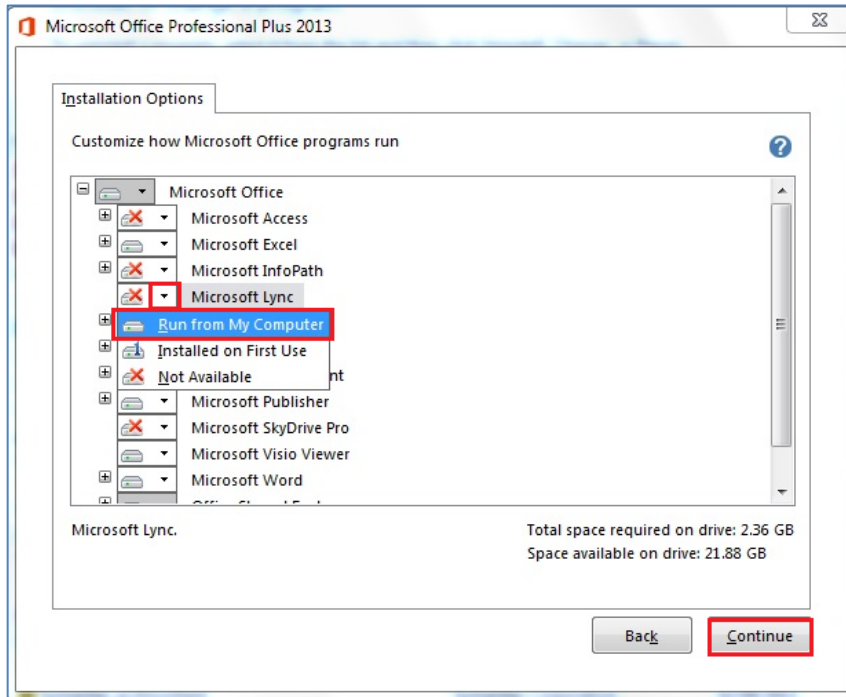 Microsoft Office Professional Plus 2013
Installation Options
Customize how Microsoft Office programs run
Microsoft Office
Microsoft Access
Microsoft Excel
Microsoft InfoPath
Microsoft Lync
Run from My Computer
Installed on First Use
Not Available
nt
Microsoft Publisher
Microsoft SkyDrive Pro
Microsoft Visio Viewer
Microsoft Word
Microsoft Lync.
Total space required on drive: 2.36 GB
Space available on drive: 21.88 GB
Back
Continue